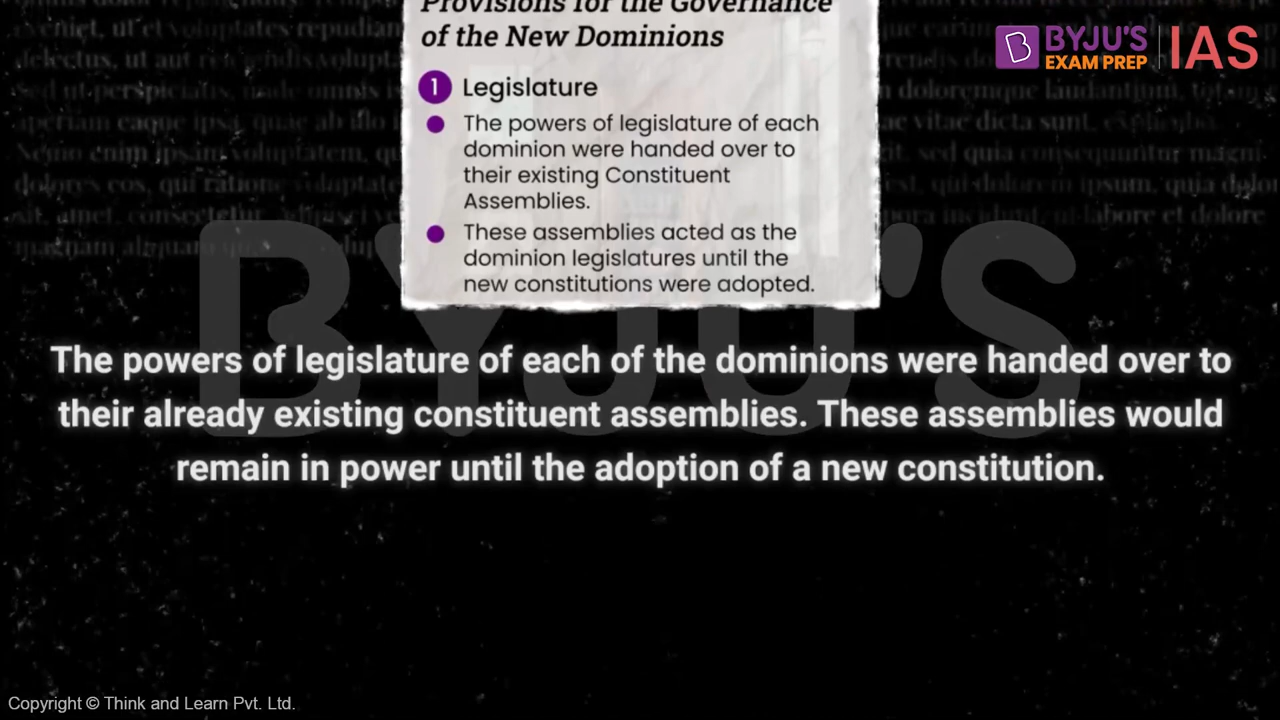 Provisions for the Governance
of the New Dominions
BYJU'S
EXAM PREP
IAS
1 Legislature
The powers of legislature of each
dominion were handed over to
their existing Constituent
Assemblies.
These assemblies acted as the
dominion legislatures until the
new constitutions were adopted.
BYJU'S
The powers of legislature of each of the dominions were handed over to
their already existing constituent assemblies. These assemblies would
remain in power until the adoption of a new constitution.
Copyright © Think and Learn Pvt. Ltd.